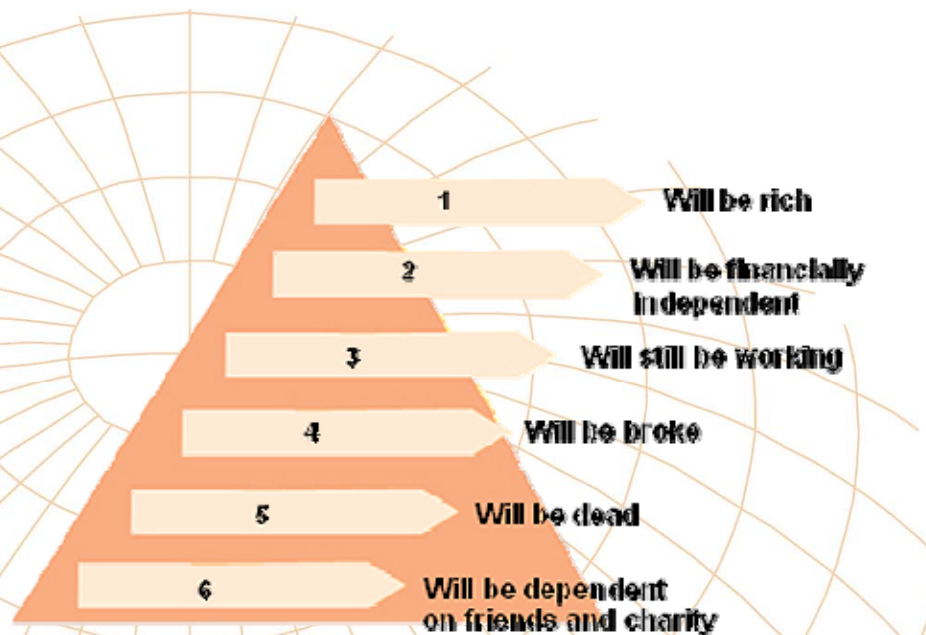 1 Will be rich
2 Will be financially
independent
3 Will still be working
4 Will be broke
5 Will be dead
6 Will be dependent
on friends and charity